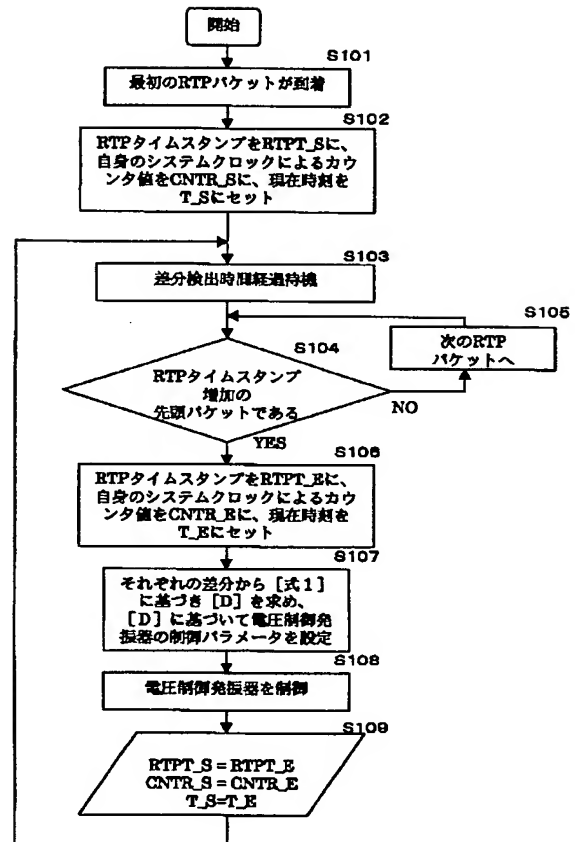 開始
S101
最初のRTPパケットが到着
S102
RTPタイムスタンプをRTPT_Sに、
自身のシステムクロックによるカウ
ンタ値をCNTR_Sに、現在時刻を
T_Sにセット
S103
差分検出時間経過待機
S105
次のRTP
パケットへ
S104
RTPタイムスタンプ
増加の
先頭パケットである
NO
YES
S106
RTPタイムスタンプをRTPT_Eに、
自身のシステムクロックによるカウ
ンタ値をCNTR_Eに、現在時刻を
T_Eにセット
S107
それぞれの差分から［式1］
に基づき［D］を求め、
［D］に基づいて電圧制御発
振器の制御パラメータを設定
S108
電圧制御発振器を制御
S109
RTPT_S = RTPT_E
CNTR_S = CNTR_E
T_S=T_E